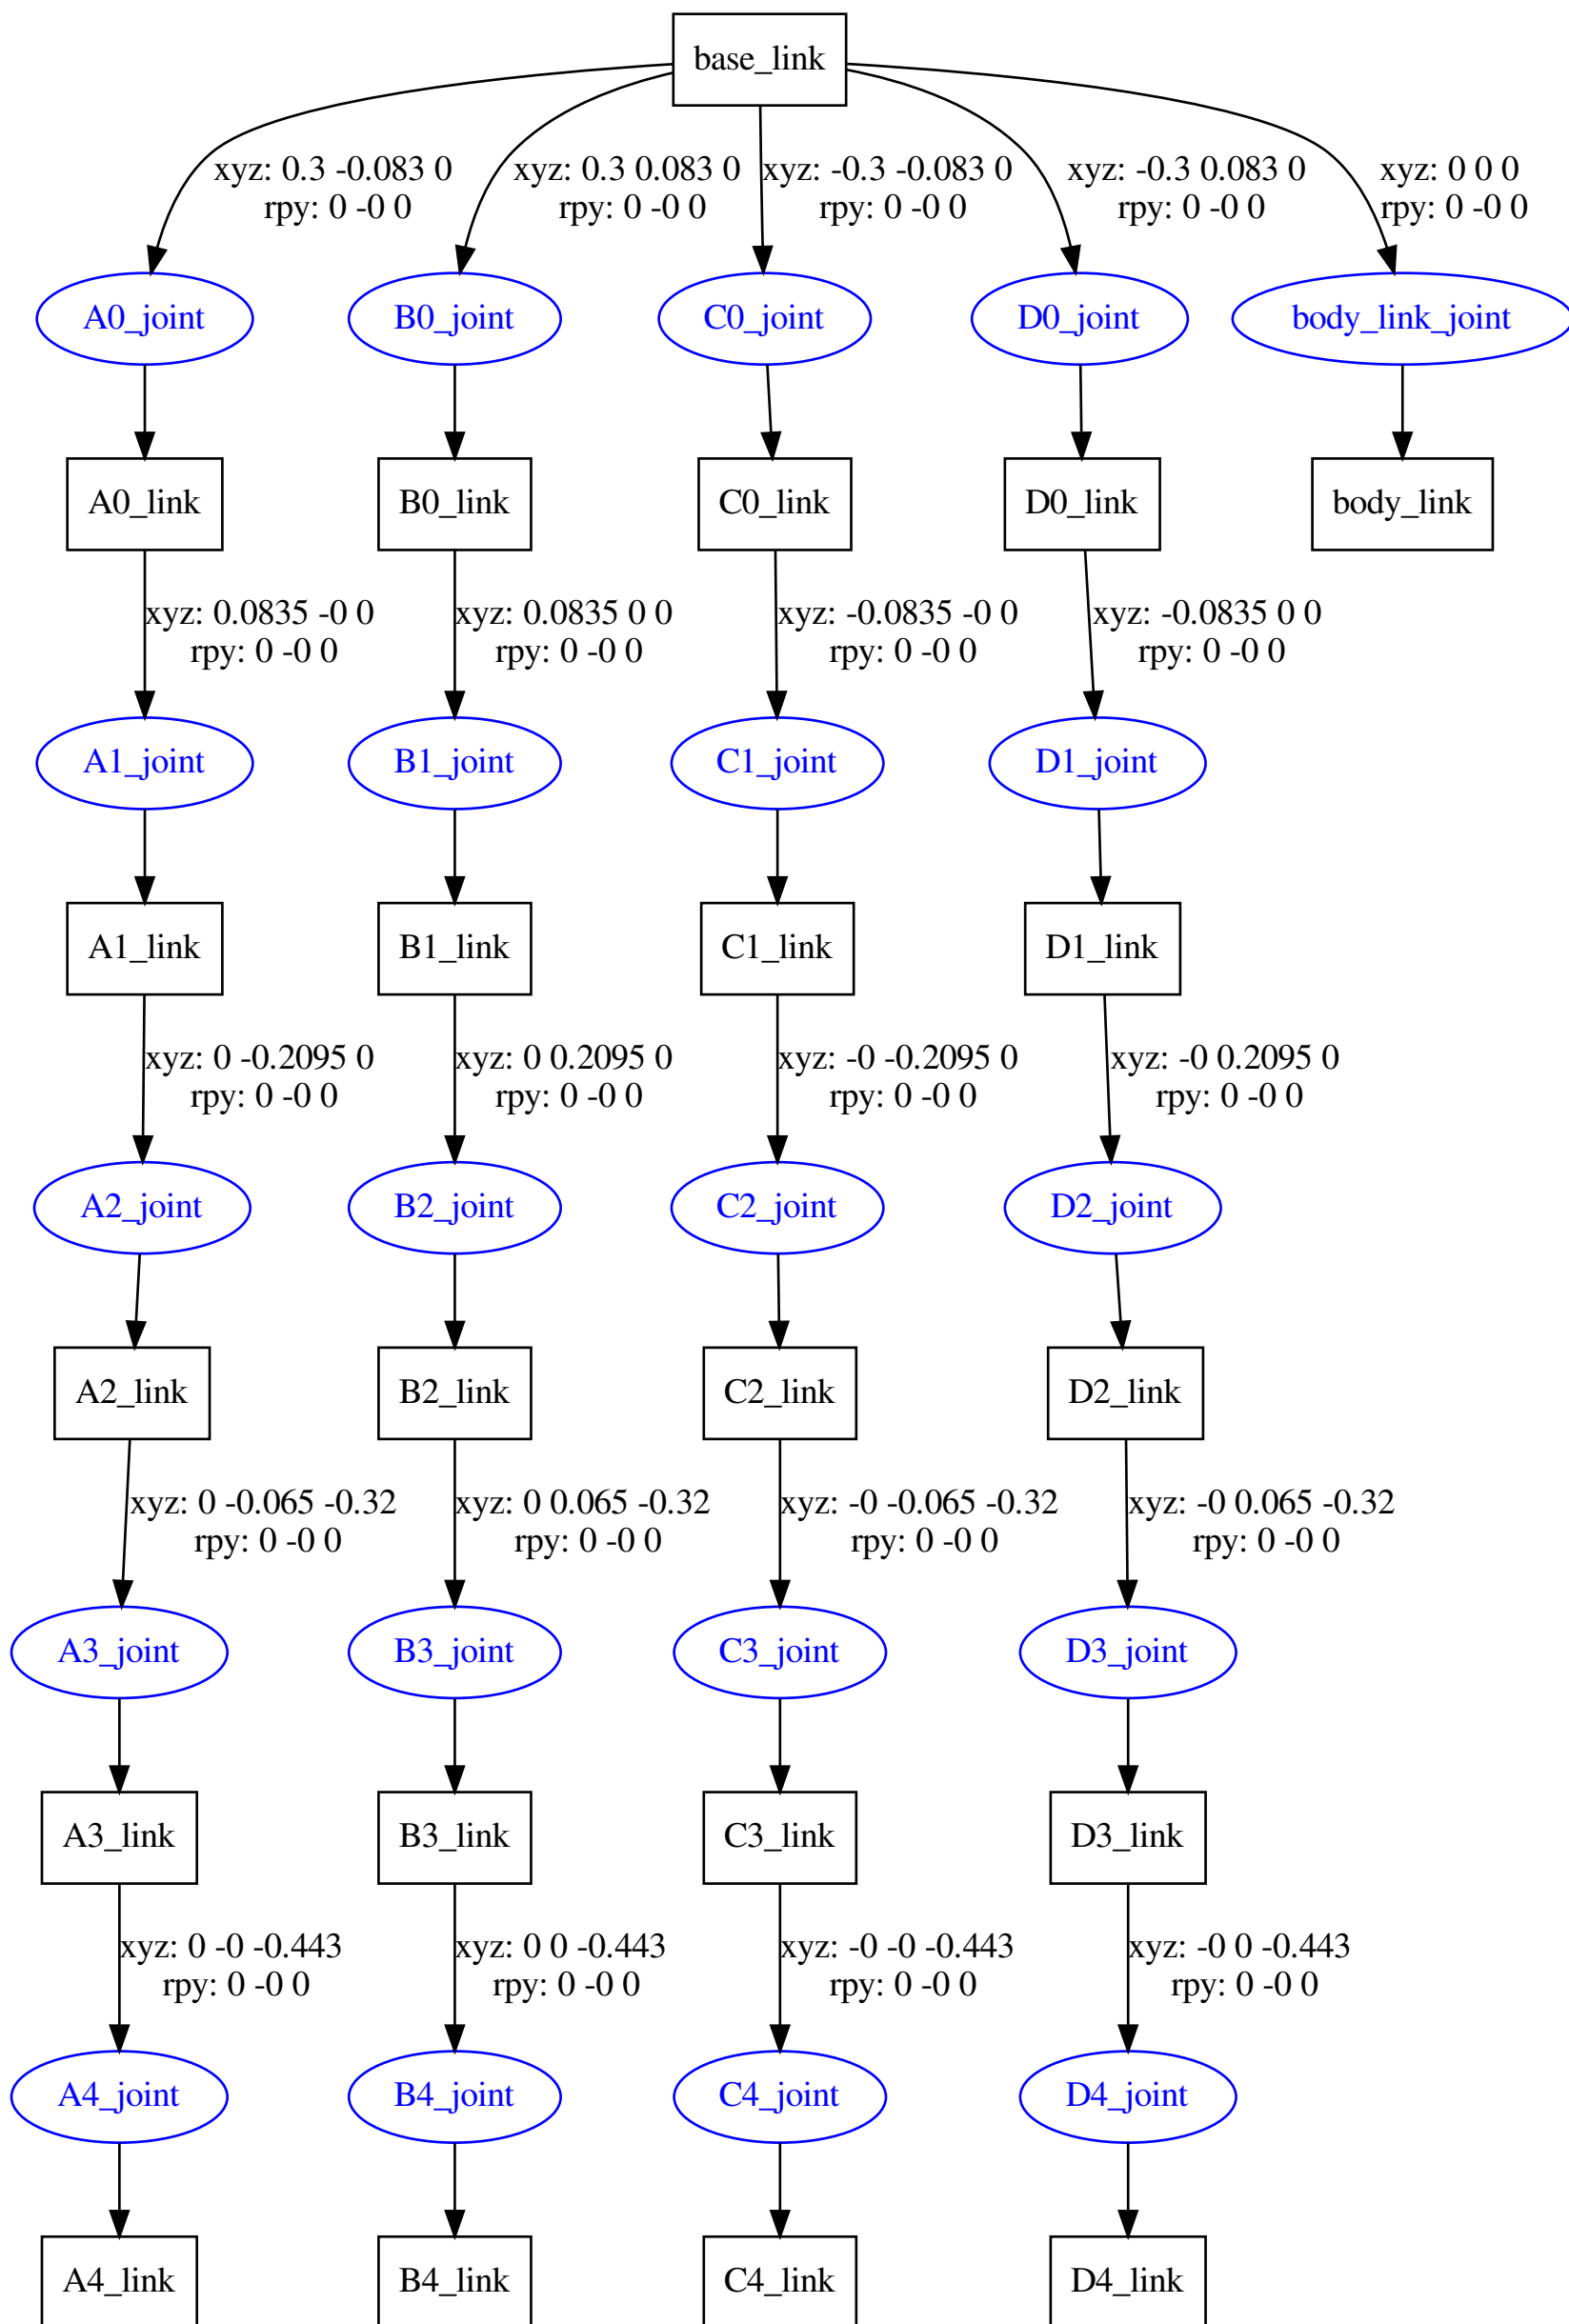 base_link
xyz: 0.3 -0.083 0
rpy: 0 -0 0
xyz: 0.3 0.083 0
rpy: 0 -0 0
xyz: -0.3 -0.083 0
rpy: 0 -0 0
xyz: -0.3 0.083 0
rpy: 0 -0 0
xyz: 0 0 0
rpy: 0 -0 0
A0_joint
B0_joint
C0_joint
D0_joint
body_link_joint
A0_link
B0_link
C0_link
D0_link
body_link
xyz: 0.0835 -0 0
rpy: 0 -0 0
xyz: 0.0835 0 0
rpy: 0 -0 0
xyz: -0.0835 -0 0
rpy: 0 -0 0
xyz: -0.0835 0 0
rpy: 0 -0 0
A1_joint
B1_joint
C1_joint
D1_joint
A1_link
B1_link
C1_link
D1_link
xyz: 0 -0.2095 0
rpy: 0 -0 0
xyz: 0 0.2095 0
rpy: 0 -0 0
xyz: -0 -0.2095 0
rpy: 0 -0 0
xyz: -0 0.2095 0
rpy: 0 -0 0
A2_joint
B2_joint
C2_joint
D2_joint
A2_link
B2_link
C2_link
D2_link
xyz: 0 -0.065 -0.32
rpy: 0 -0 0
xyz: 0 0.065 -0.32
rpy: 0 -0 0
xyz: -0 -0.065 -0.32
rpy: 0 -0 0
xyz: -0 0.065 -0.32
rpy: 0 -0 0
A3_joint
B3_joint
C3_joint
D3_joint
A3_link
B3_link
C3_link
D3_link
xyz: 0 -0 -0.443
rpy: 0 -0 0
xyz: 0 0 -0.443
rpy: 0 -0 0
xyz: -0 -0 -0.443
rpy: 0 -0 0
xyz: -0 0 -0.443
rpy: 0 -0 0
A4_joint
B4_joint
C4_joint
D4_joint
A4_link
B4_link
C4_link
D4_link